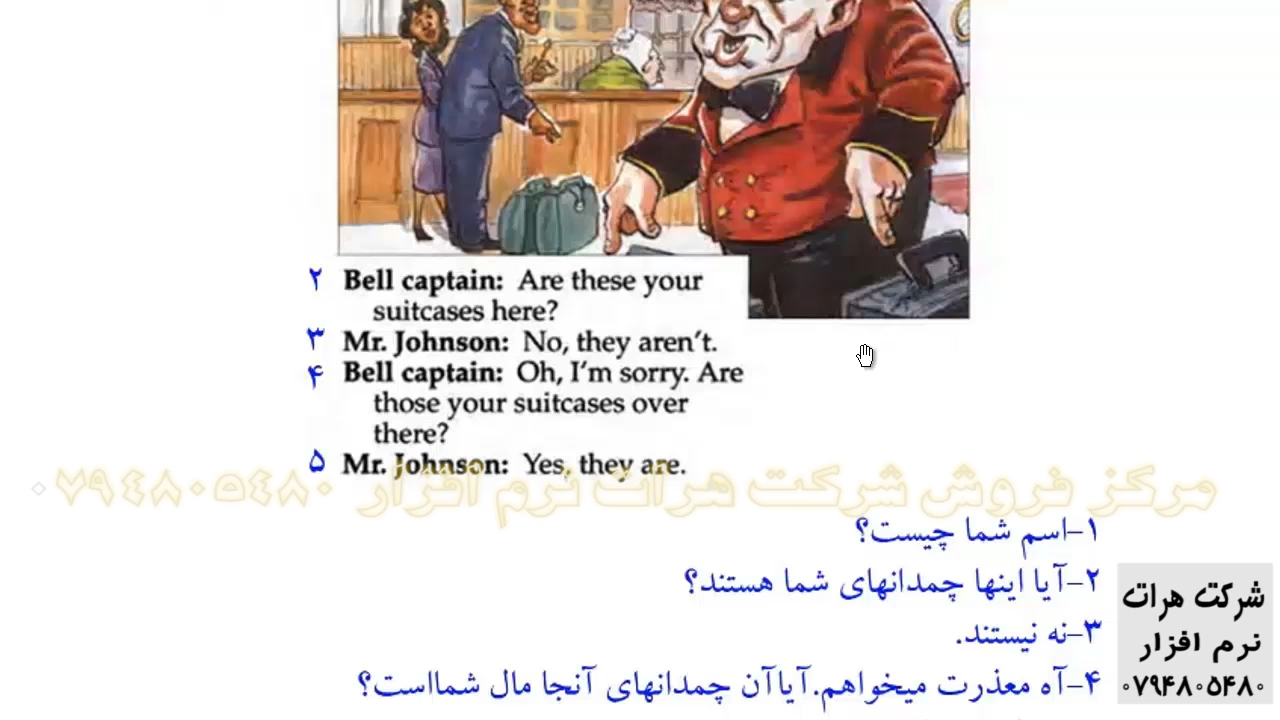 ۲ Bell captain: Are these your
suitcases here?
۳ Mr. Johnson: No, they aren't.
۴ Bell captain: Oh, I'm sorry. Are
those your suitcases over
there?
۵ Mr. Johnson: Yes, they are.
مرکز فروش شرکت هرات نرم افزار ۰۷۹٤۸۰٥٤۸۰
۱-اسم شما چیست؟
۲-آیا اینها چمدانهای شما هستند؟
۳-نه نیستند.
۴-آه معذرت میخواهم.آیاآن چمدانهای آنجا مال شمااست؟
شرکت هرات
نرم افزار
۰۷۹۴۸۰۵۴۸۰